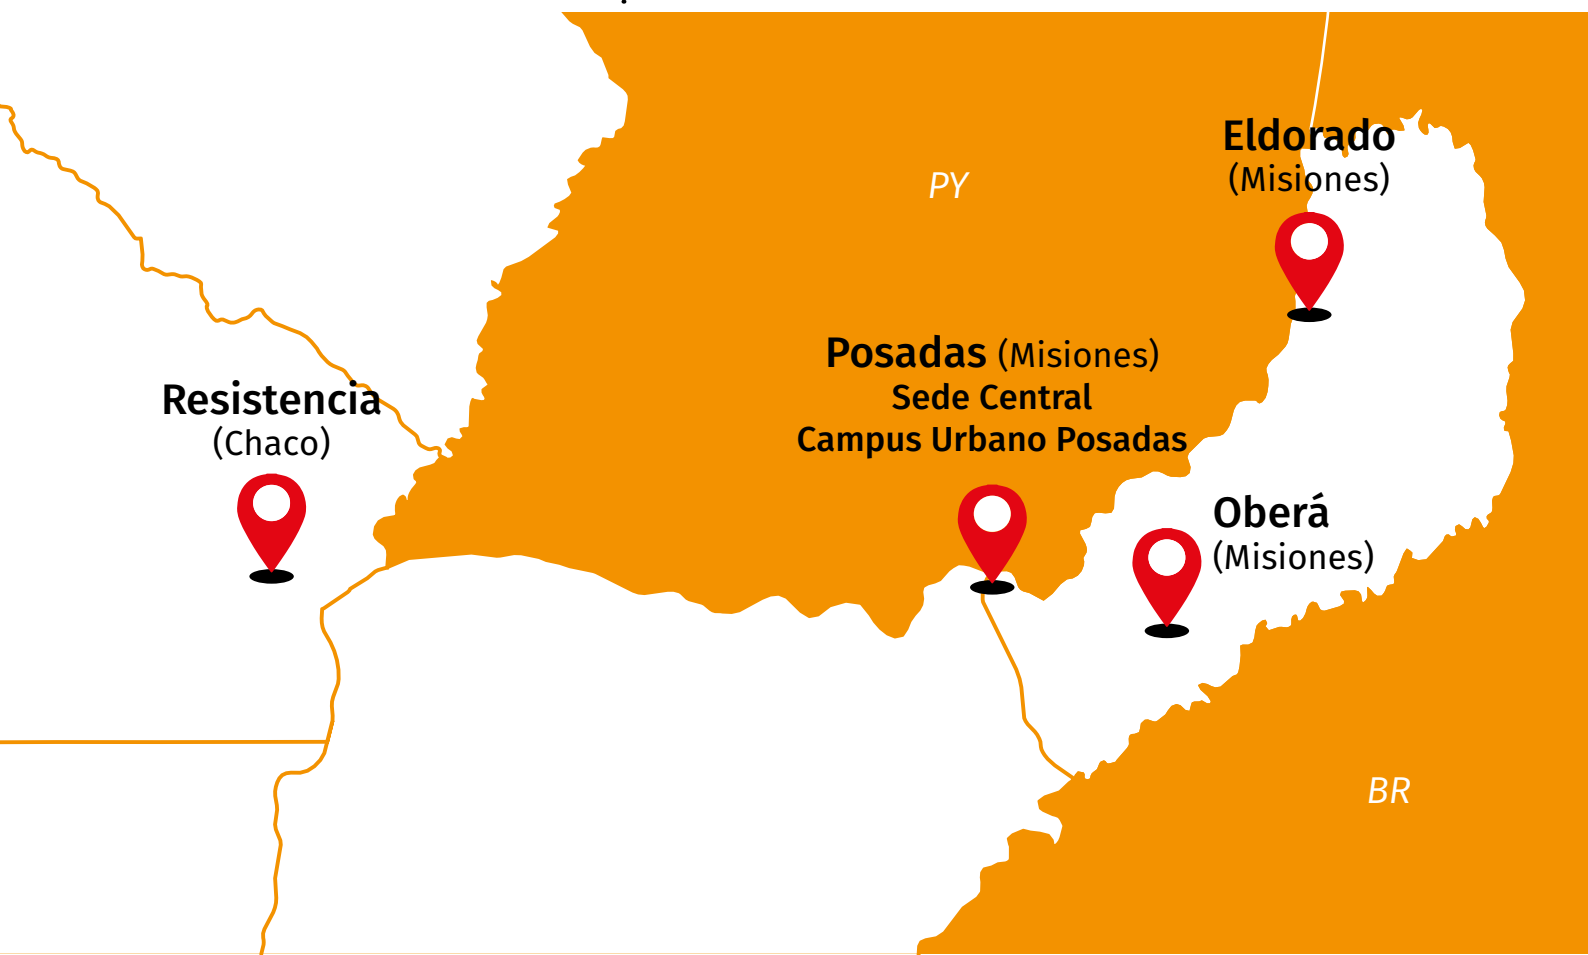 PY
Eldorado
(Misiones)
Posadas (Misiones)
Sede Central
Campus Urbano Posadas
Resistencia
(Chaco)
Oberá
(Misiones)
BR